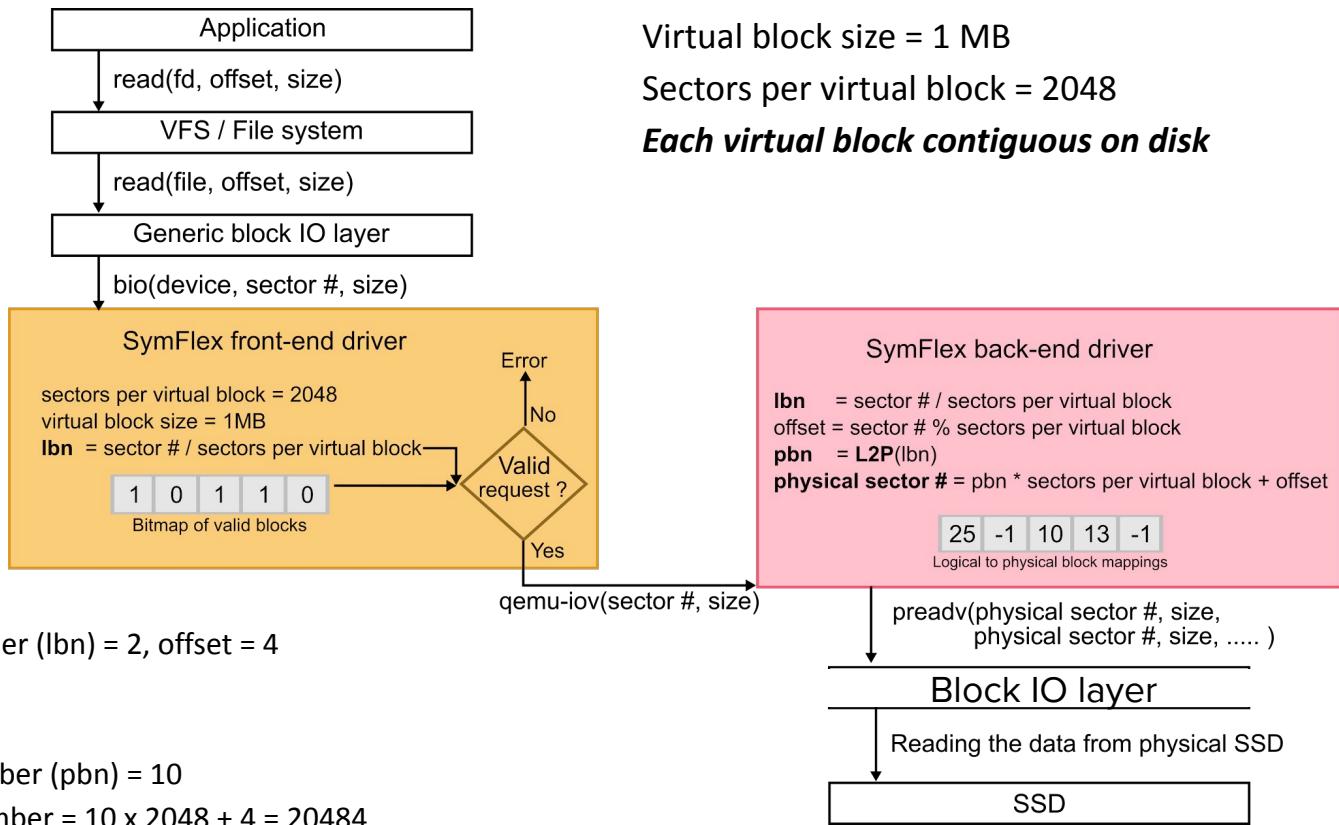 Application
read(fd, offset, size)
VFS / File system
read(file, offset, size)
Generic block IO layer
bio(device, sector #, size)
Virtual block size = 1 MB
Sectors per virtual block = 2048
Each virtual block contiguous on disk
SymFlex front-end driver
sectors per virtual block = 2048
virtual block size = 1MB
lbn = sector # / sectors per virtual block
1 0 1 1 0
Bitmap of valid blocks
Error
No
Valid
request ?
Yes
qemu-iov(sector #, size)
SymFlex back-end driver
lbn = sector # / sectors per virtual block
offset = sector # % sectors per virtual block
pbn = L2P(lbn)
physical sector # = pbn * sectors per virtual block + offset
25 -1 10 13 -1
Logical to physical block mappings
preadv(physical sector #, size,
physical sector #, size, ..... )
Block IO layer
Reading the data from physical SSD
SSD
er (lbn) = 2, offset = 4
ber (pbn) = 10
mber = 10 x 2048 + 4 = 20484